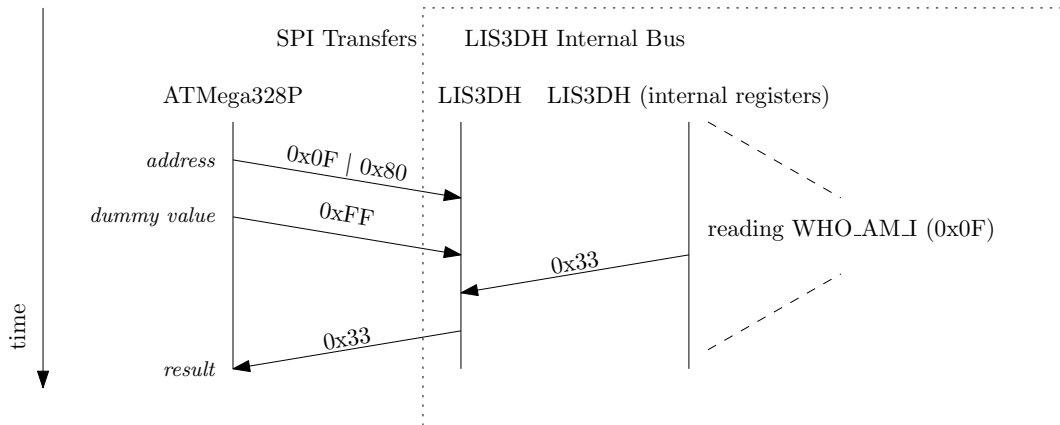 SPI Transfers
LIS3DH Internal Bus
ATMega328P
LIS3DH
LIS3DH (internal registers)
address
0x0F | 0x80
dummy value
0xFF
reading WHO_AM_I (0x0F)
0x33
time
0x33
result